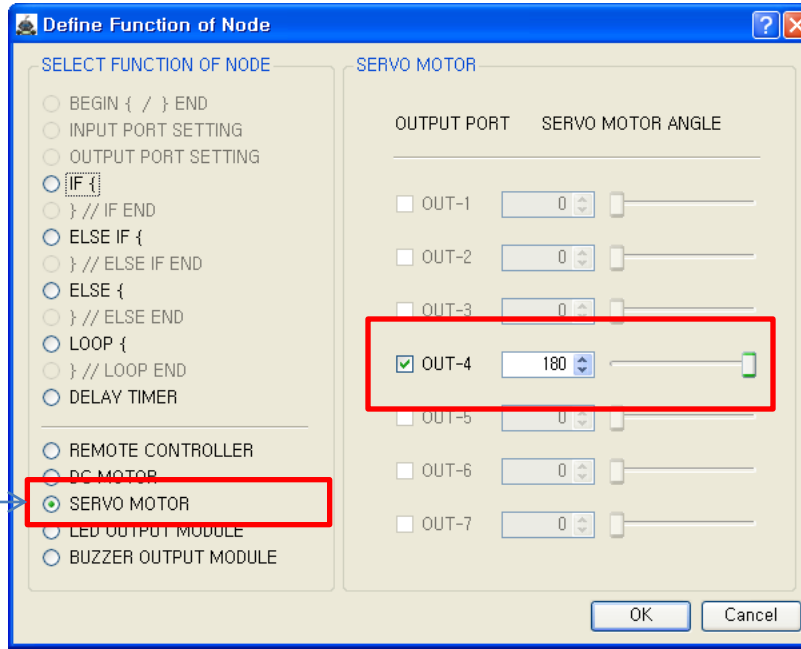 Define Function of Node
SELECT FUNCTION OF NODE
BEGIN { / } END
INPUT PORT SETTING
OUTPUT PORT SETTING
IF {
} // IF END
ELSE IF {
} // ELSE IF END
ELSE {
} // ELSE END
LOOP {
} // LOOP END
DELAY TIMER
REMOTE CONTROLLER
DC MOTOR
SERVO MOTOR
LED OUTPUT MODULE
BUZZER OUTPUT MODULE
SERVO MOTOR
OUTPUT PORT SERVO MOTOR ANGLE
OUT-1 0
OUT-2 0
OUT-3 0
OUT-4 180
OUT-5 0
OUT-6 0
OUT-7 0
OK Cancel